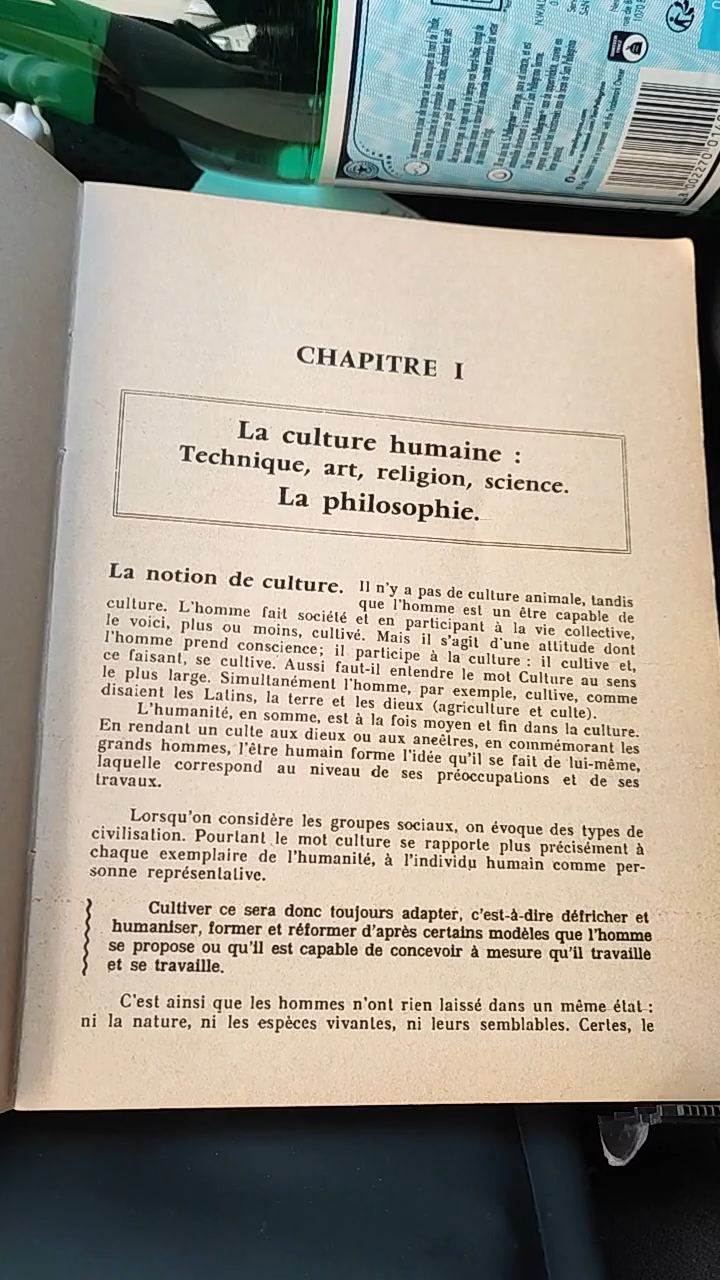 CHAPITRE I
La culture humaine :
Technique, art, religion, science.
La philosophie.
La notion de culture. Il n'y a pas de culture animale, tandis
que l'homme est un être capable de
culture. L'homme fait société et en participant à la vie collective,
le voici, plus ou moins, cultivé. Mais il s'agit d'une attitude dont
l'homme prend conscience; il participe à la culture : il cultive et,
ce faisant, se cultive. Aussi faut-il entendre le mot Culture au sens
le plus large. Simultanément l'homme, par exemple, cultive, comme
disaient les Latins, la terre et les dieux (agriculture et culte).
L'humanité, en somme, est à la fois moyen et fin dans la culture.
En rendant un culte aux dieux ou aux aneêtres, en commémorant les
grands hommes, l'être humain forme l'idée qu'il se fait de lui-même,
laquelle correspond au niveau de ses préoccupations et de ses
travaux.
Lorsqu'on considère les groupes sociaux, on évoque des types de
civilisation. Pourtant le mot culture se rapporte plus précisément à
chaque exemplaire de l'humanité, à l'individu humain comme per-
sonne représentative.
Cultiver ce sera donc toujours adapter, c'est-à-dire défricher et
humaniser, former et réformer d'après certains modèles que l'homme
se propose ou qu'il est capable de concevoir à mesure qu'il travaille
et se travaille.
C'est ainsi que les hommes n'ont rien laissé dans un même état :
ni la nature, ni les espèces vivantes, ni leurs semblables. Certes, le